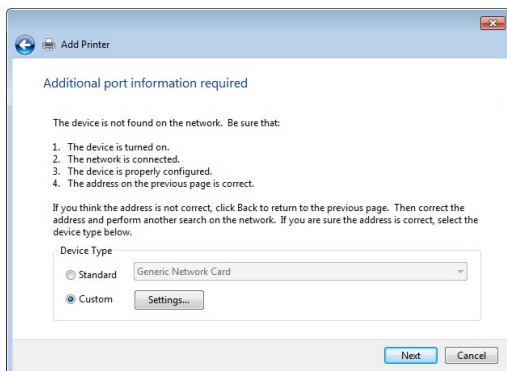 Add Printer
Additional port information required
The device is not found on the network. Be sure that:
1. The device is turned on.
2. The network is connected.
3. The device is properly configured.
4. The address on the previous page is correct.
If you think the address is not correct, click Back to return to the previous page. Then correct the
address and perform another search on the network. If you are sure the address is correct, select the
device type below.
Device Type
Standard
Generic Network Card
Custom
Settings...
Next
Cancel